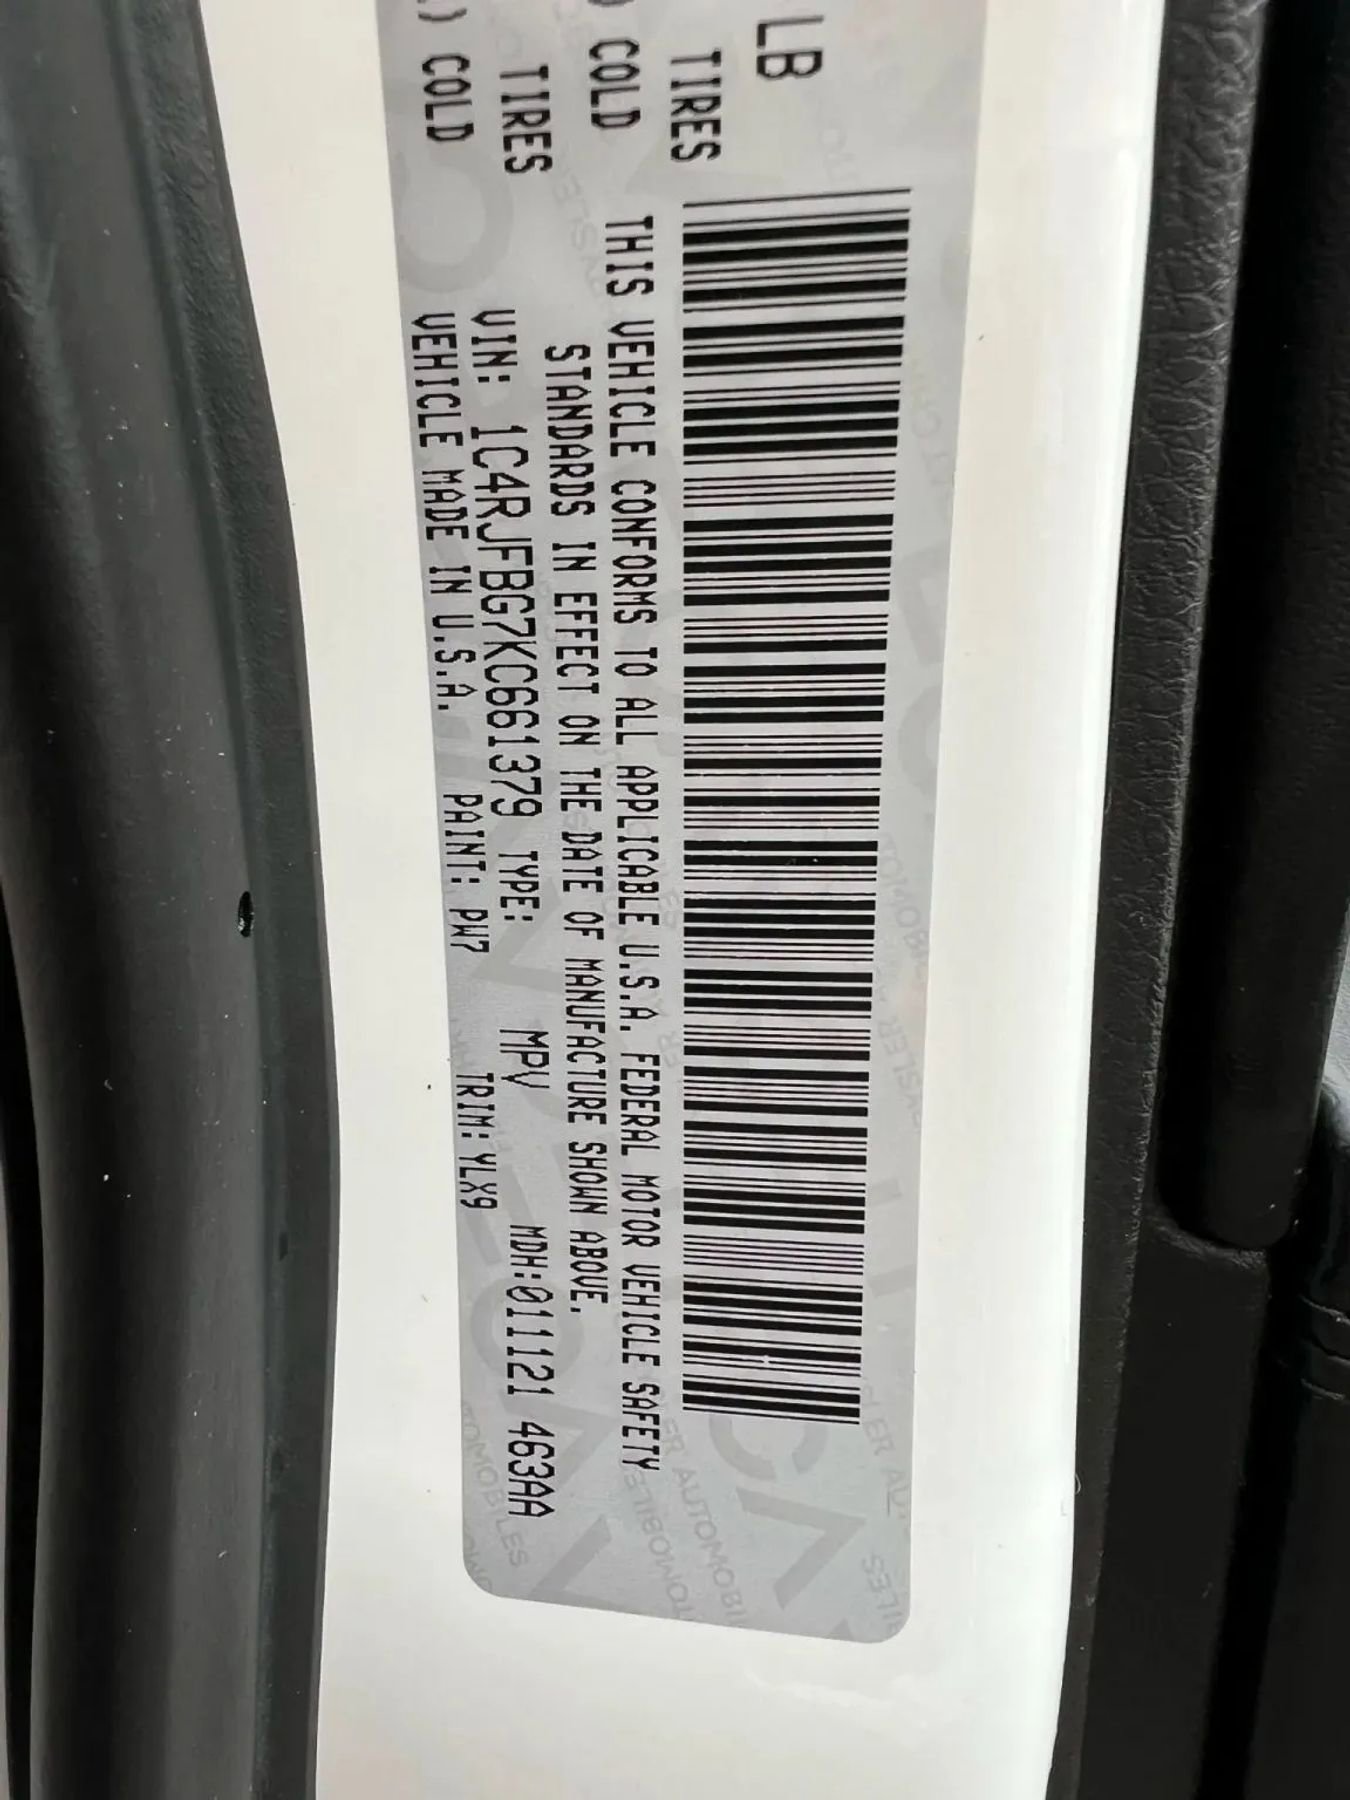 LB
TIRES
) COLD
TIRES
) COLD
THIS VEHICLE CONFORMS TO ALL APPLICABLE U.S.A. FEDERAL MOTOR VEHICLE SAFETY
STANDARDS IN EFFECT ON THE DATE OF MANUFACTURE SHOWN ABOVE.
VIN: 1C4RJFBG7KC661379 TYPE: MPV MDH:011121 463AA
VEHICLE MADE IN U.S.A. PAINT: PW7 TRIM: YLX9